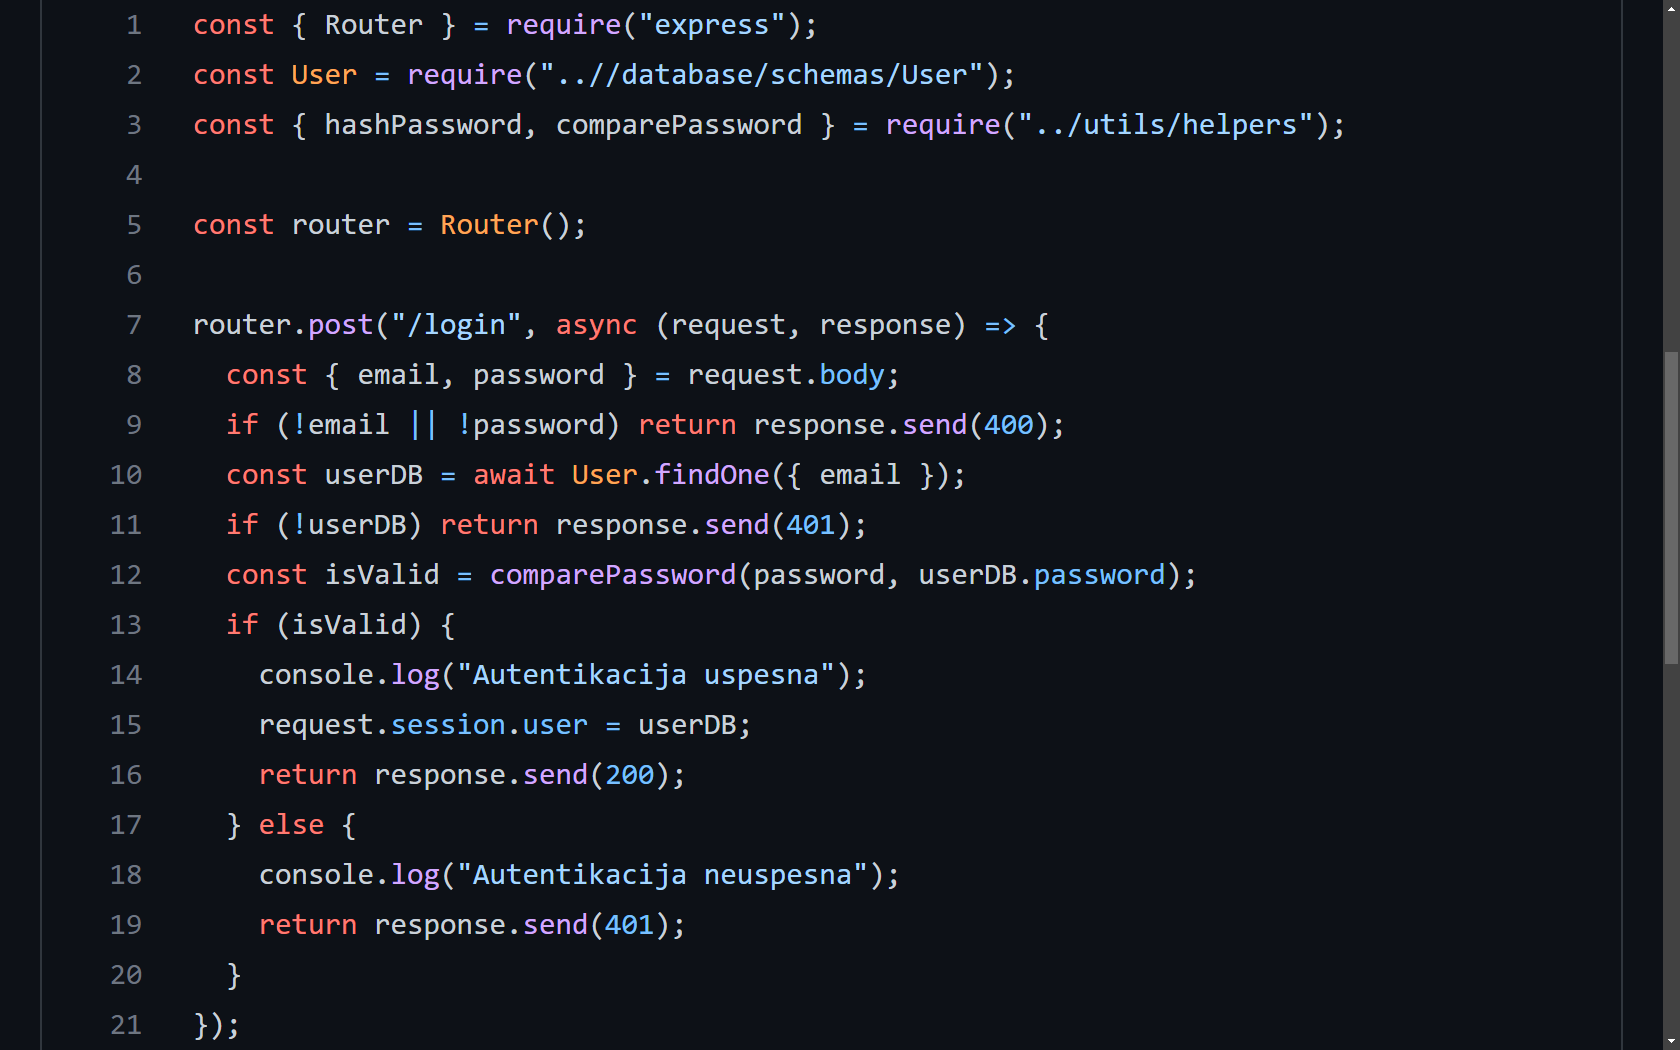 1 const { Router } = require("express");
2 const User = require("..//database/schemas/User");
3 const { hashPassword, comparePassword } = require("../utils/helpers");
4
5 const router = Router();
6
7 router.post("/login", async (request, response) => {
8   const { email, password } = request.body;
9   if (!email || !password) return response.send(400);
10   const userDB = await User.findOne({ email });
11   if (!userDB) return response.send(401);
12   const isValid = comparePassword(password, userDB.password);
13   if (isValid) {
14     console.log("Autentikacija uspesna");
15     request.session.user = userDB;
16     return response.send(200);
17   } else {
18     console.log("Autentikacija neuspesna");
19     return response.send(401);
20   }
21 });